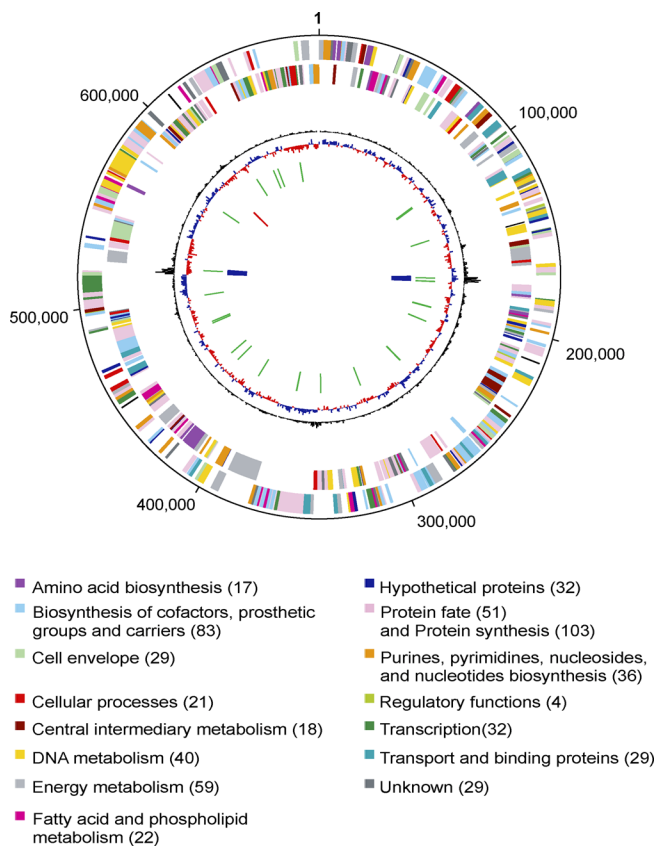 1
100,000
200,000
300,000
400,000
500,000
600,000
Amino acid biosynthesis (17)
Biosynthesis of cofactors, prosthetic
groups and carriers (83)
Cell envelope (29)
Cellular processes (21)
Central intermediary metabolism (18)
DNA metabolism (40)
Energy metabolism (59)
Fatty acid and phospholipid
metabolism (22)
Hypothetical proteins (32)
Protein fate (51)
and Protein synthesis (103)
Purines, pyrimidines, nucleosides,
and nucleotides biosynthesis (36)
Regulatory functions (4)
Transcription(32)
Transport and binding proteins (29)
Unknown (29)